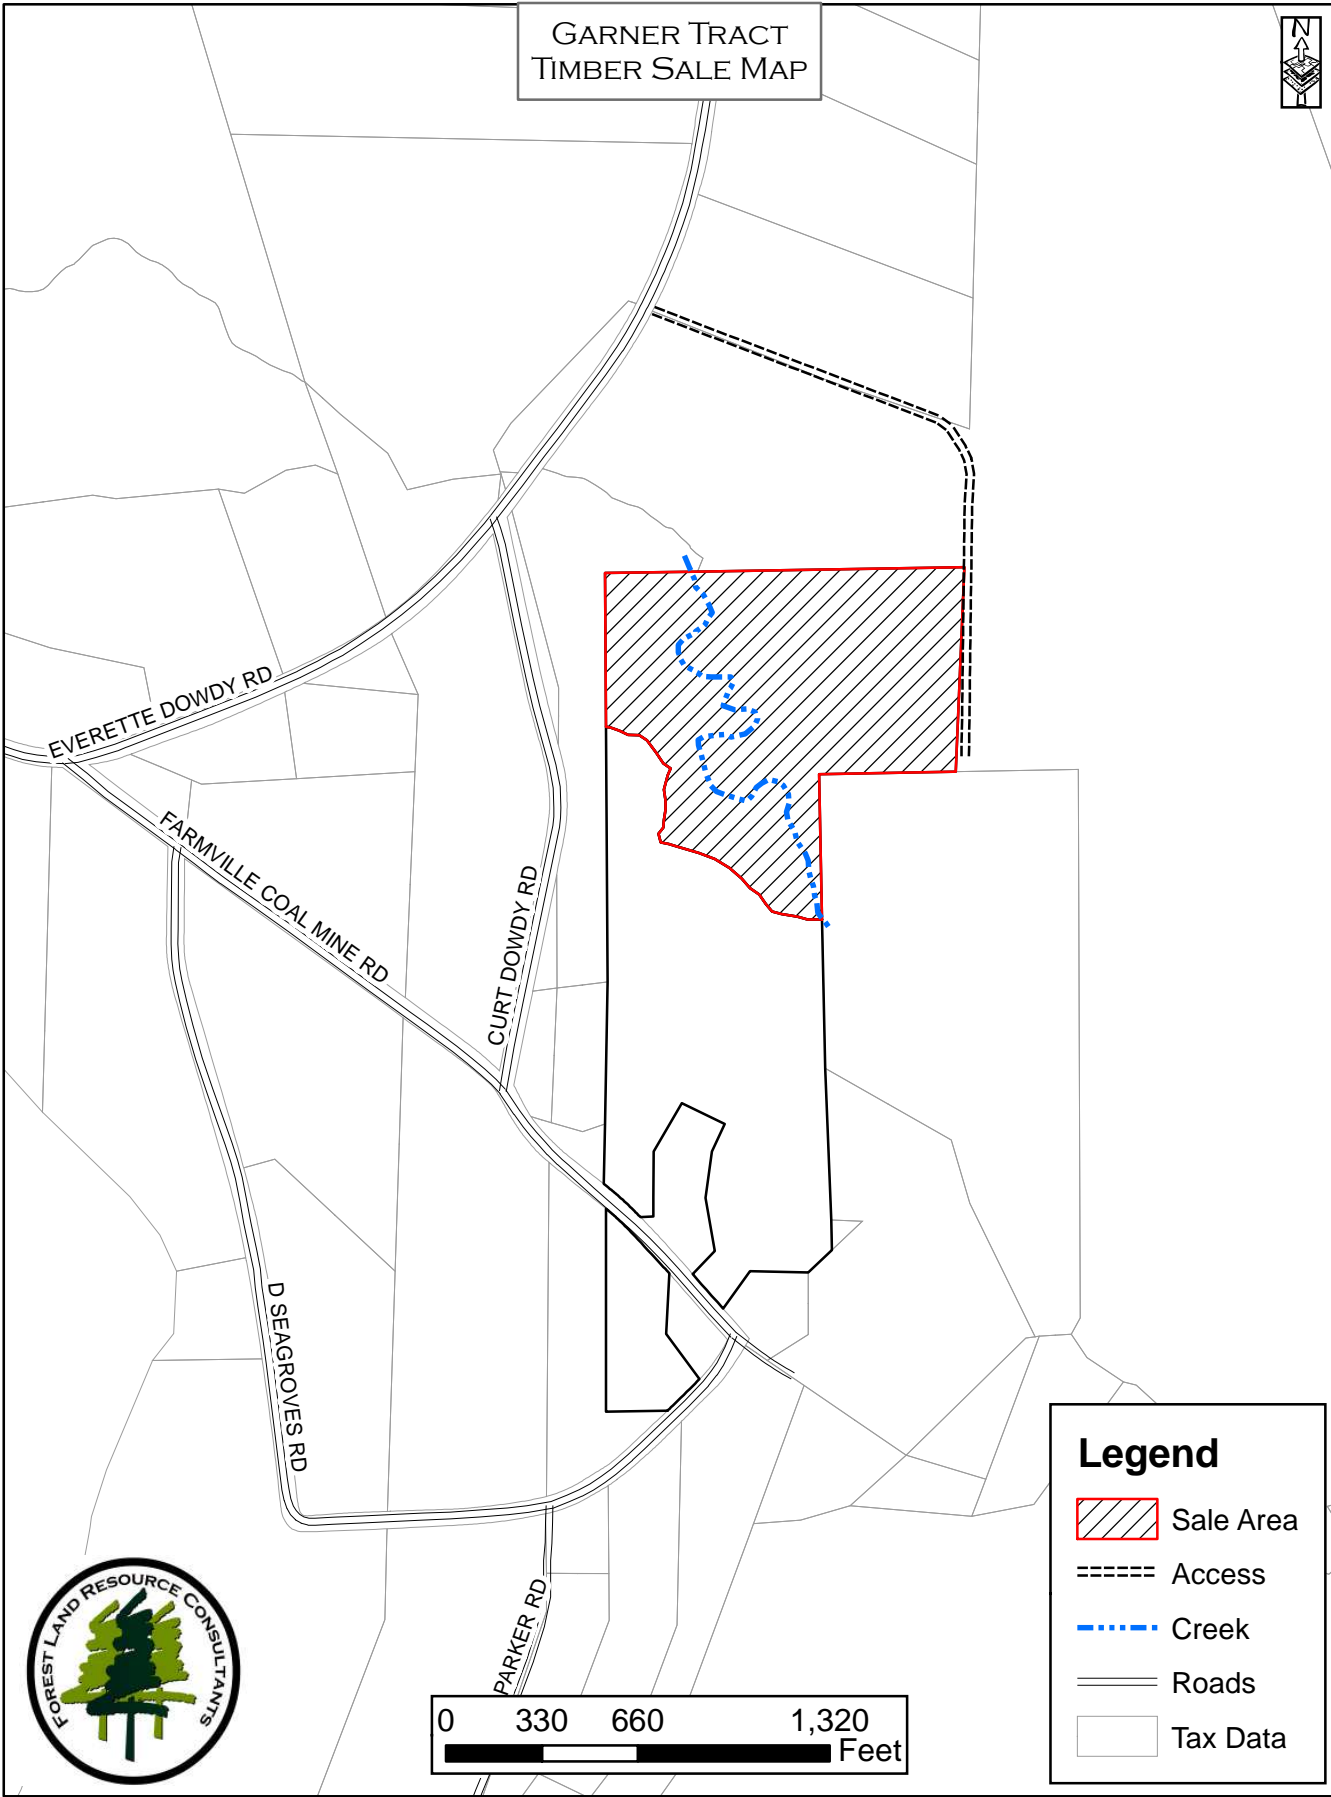 GARNER TRACT
TIMBER SALE MAP
N
EVERETTE DOWDY RD
FARMVILLE COAL MINE RD
CURT DOWDY RD
D SEAGROVES RD
PARKER RD
Legend
Sale Area
Access
Creek
Roads
Tax Data
FOREST LAND RESOURCE CONSULTANTS
0 330 660 1,320
Feet